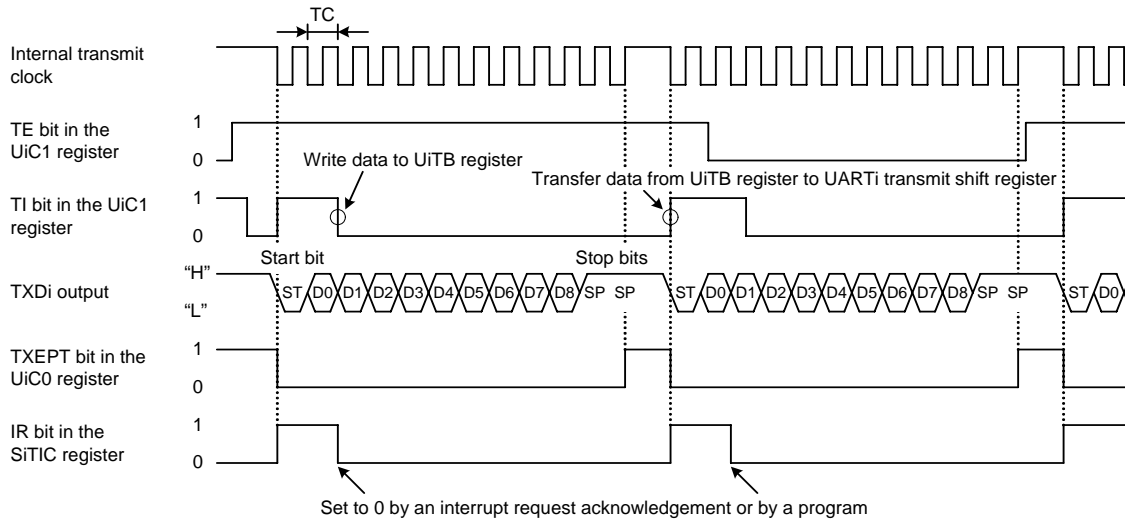 TC
Internal transmit
clock
TE bit in the
UiC1 register
1
0
Write data to UiTB register
Transfer data from UiTB register to UARTi transmit shift register
TI bit in the UiC1
register
1
0
Start bit
Stop bits
TXDi output
“H”
“L”
ST D0 D1 D2 D3 D4 D5 D6 D7 D8 SP SP ST D0 D1 D2 D3 D4 D5 D6 D7 D8 SP SP ST D0
TXEPT bit in the
UiC0 register
1
0
IR bit in the
SiTIC register
1
0
Set to 0 by an interrupt request acknowledgement or by a program